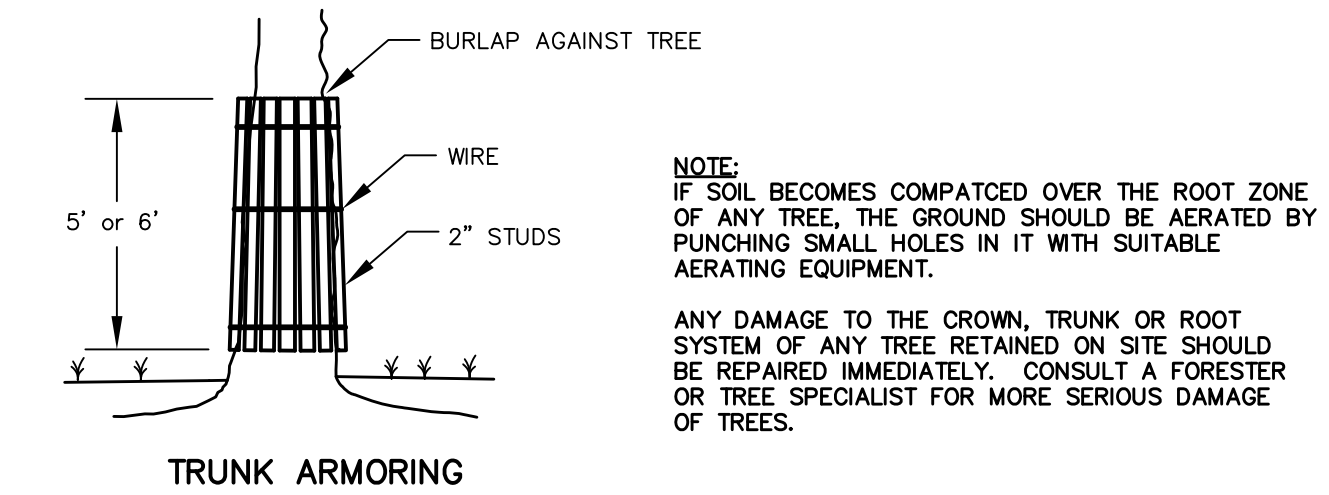 BURLAP AGAINST TREE
WIRE
5' or 6'
2" STUDS
TRUNK ARMORING
NOTE:
IF SOIL BECOMES COMPATCED OVER THE ROOT ZONE
OF ANY TREE, THE GROUND SHOULD BE AERATED BY
PUNCHING SMALL HOLES IN IT WITH SUITABLE
AERATING EQUIPMENT.
ANY DAMAGE TO THE CROWN, TRUNK OR ROOT
SYSTEM OF ANY TREE RETAINED ON SITE SHOULD
BE REPAIRED IMMEDIATELY. CONSULT A FORESTER
OR TREE SPECIALIST FOR MORE SERIOUS DAMAGE
OF TREES.